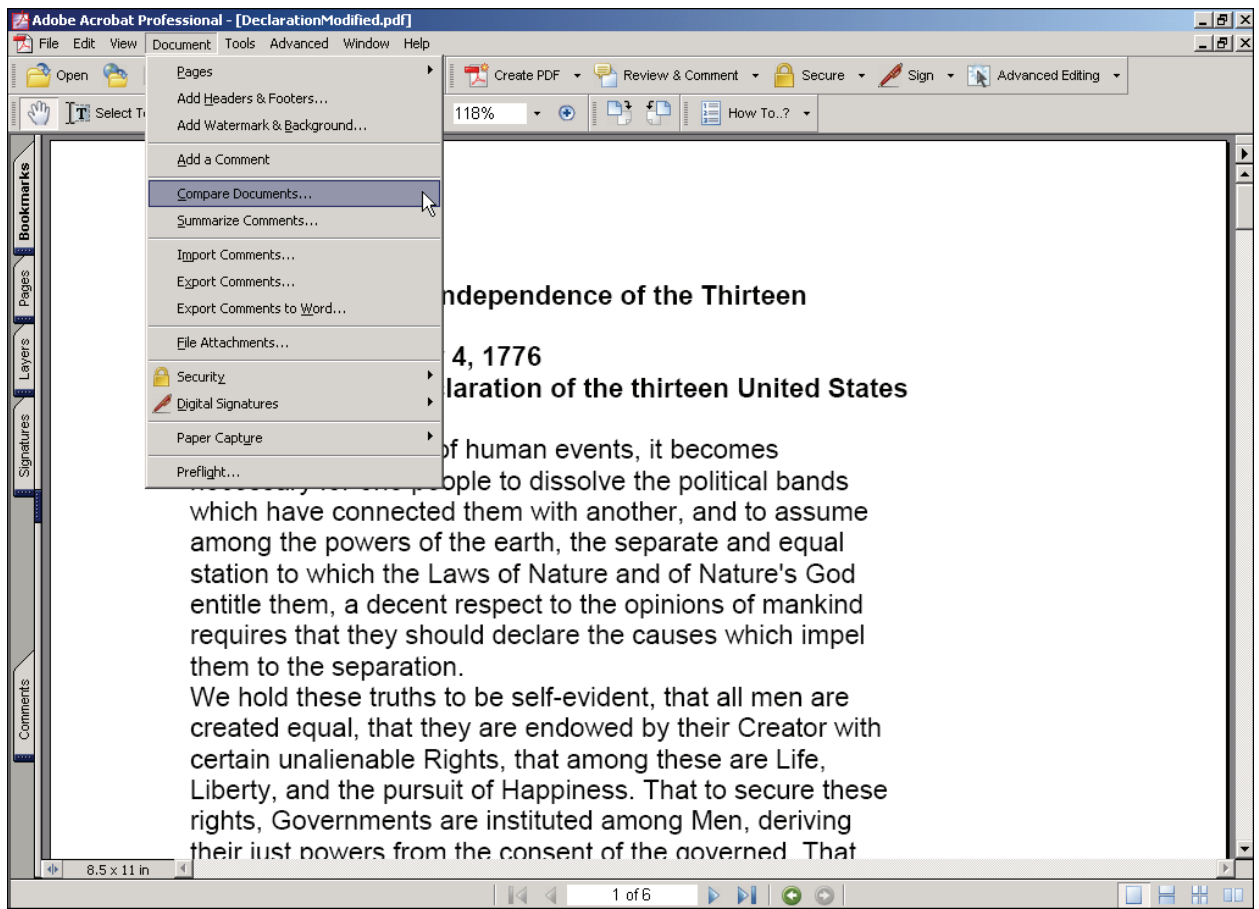 Adobe Acrobat Professional - [DeclarationModified.pdf]
File Edit View Document Tools Advanced Window Help
Open Create PDF Review & Comment Secure Sign Advanced Editing
Select 118% How To..?
Pages
Add Headers & Footers...
Add Watermark & Background...
Add a Comment
Compare Documents...
Summarize Comments...
Import Comments...
Export Comments...
Export Comments to Word...
File Attachments...
Security
Digital Signatures
Paper Capture
Preflight...
Bookmarks
Pages
Layers
Signatures
Comments
ndependence of the Thirteen
4, 1776
laration of the thirteen United States
of human events, it becomes
necessary for one people to dissolve the political bands
which have connected them with another, and to assume
among the powers of the earth, the separate and equal
station to which the Laws of Nature and of Nature's God
entitle them, a decent respect to the opinions of mankind
requires that they should declare the causes which impel
them to the separation.
We hold these truths to be self-evident, that all men are
created equal, that they are endowed by their Creator with
certain unalienable Rights, that among these are Life,
Liberty, and the pursuit of Happiness. That to secure these
rights, Governments are instituted among Men, deriving
their just powers from the consent of the governed. That
8.5 x 11 in
1 of 6